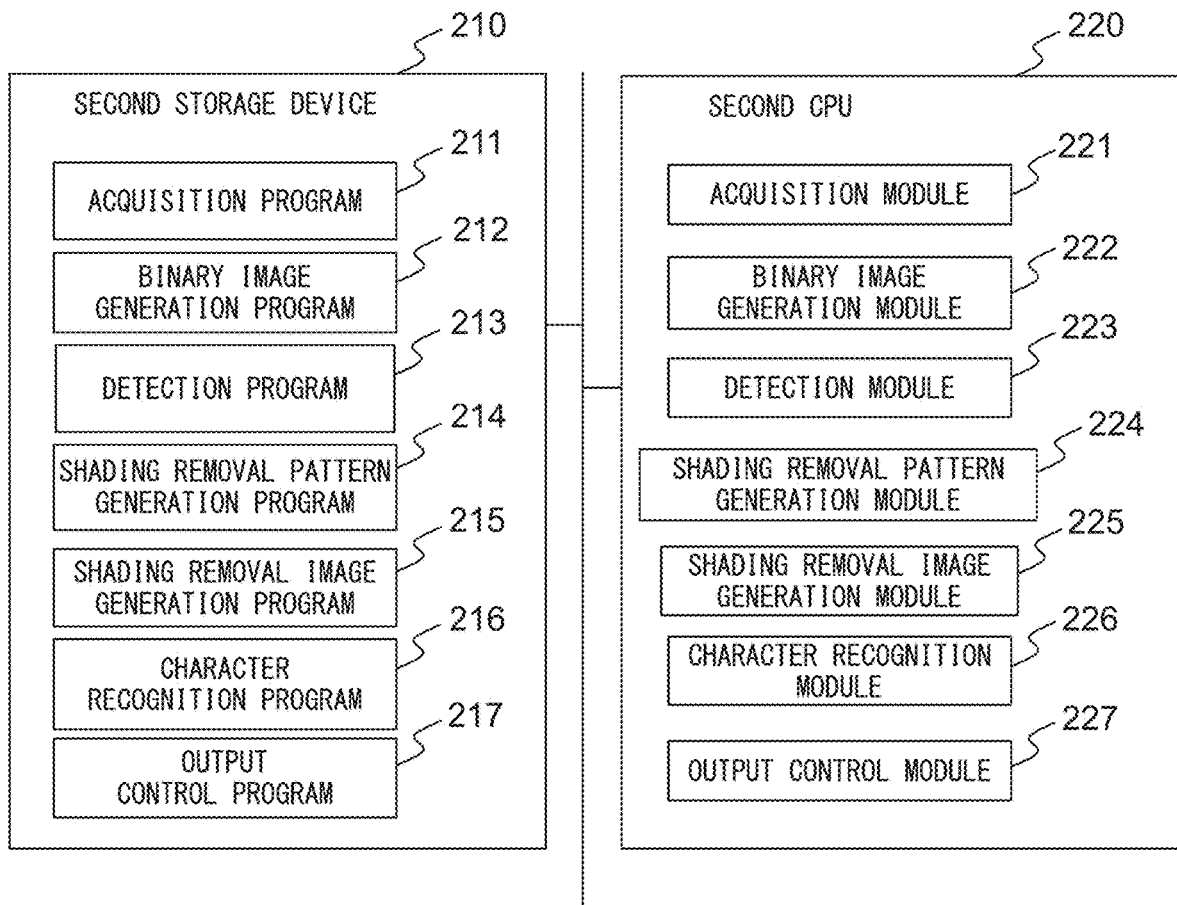 210
SECOND STORAGE DEVICE
211
ACQUISITION PROGRAM
212
BINARY IMAGE
GENERATION PROGRAM
213
DETECTION PROGRAM
214
SHADING REMOVAL PATTERN
GENERATION PROGRAM
215
SHADING REMOVAL IMAGE
GENERATION PROGRAM
216
CHARACTER
RECOGNITION PROGRAM
217
OUTPUT
CONTROL PROGRAM
220
SECOND CPU
221
ACQUISITION MODULE
222
BINARY IMAGE
GENERATION MODULE
223
DETECTION MODULE
224
SHADING REMOVAL PATTERN
GENERATION MODULE
225
SHADING REMOVAL IMAGE
GENERATION MODULE
226
CHARACTER RECOGNITION
MODULE
227
OUTPUT CONTROL MODULE